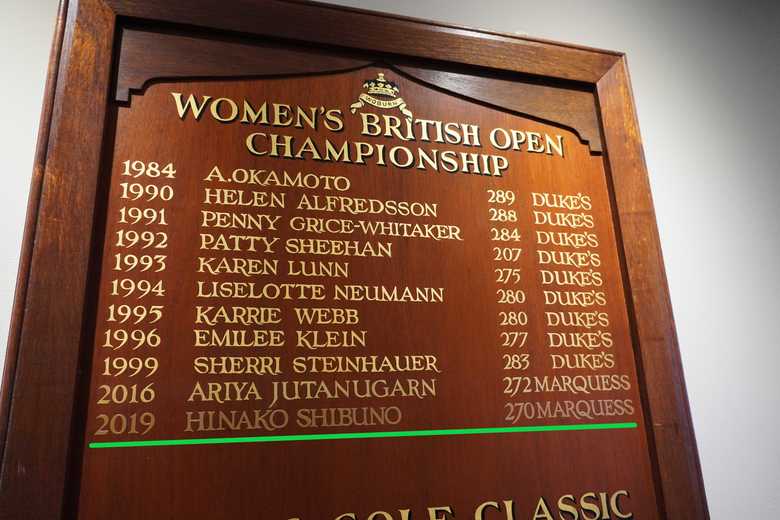 WOBURN
WOMEN'S BRITISH OPEN
CHAMPIONSHIP
1984 A.OKAMOTO 289 DUKE'S
1990 HELEN ALFREDSSON 288 DUKE'S
1991 PENNY GRICE-WHITAKER 284 DUKE'S
1992 PATTY SHEEHAN 207 DUKE'S
1993 KAREN LUNN 275 DUKE'S
1994 LISELOTTE NEUMANN 280 DUKE'S
1995 KARRIE WEBB 280 DUKE'S
1996 EMILEE KLEIN 277 DUKE'S
1999 SHERRI STEINHAUER 283 DUKE'S
2016 ARIYA JUTANUGARN 272 MARQUESS
2019 HINAKO SHIBUNO 270 MARQUESS
GOLF CLASSIC